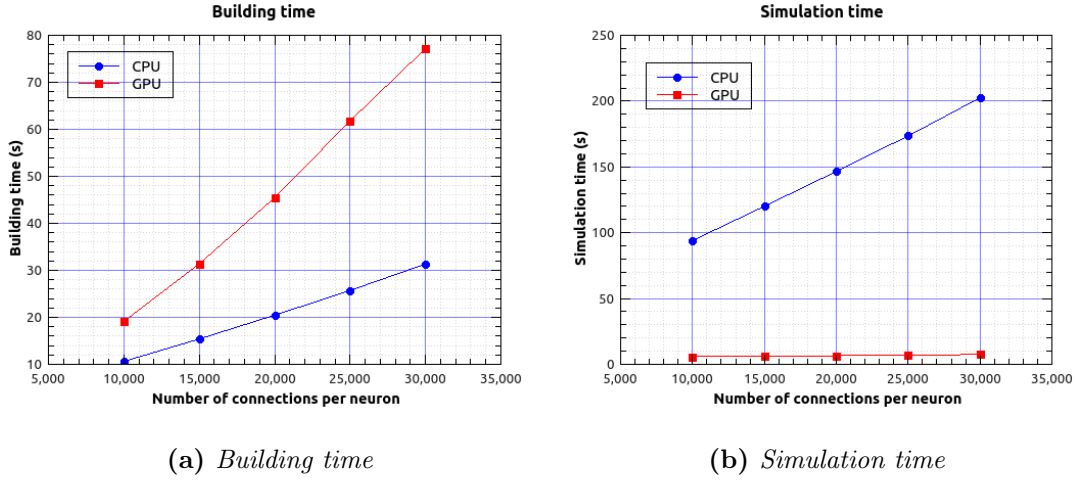 Building time
80
70
60
50
40
30
20
10
Building time (s)
CPU
GPU
5,000 10,000 15,000 20,000 25,000 30,000 35,000
Number of connections per neuron
(a) Building time
Simulation time
250
200
150
100
50
0
Simulation time (s)
CPU
GPU
5,000 10,000 15,000 20,000 25,000 30,000 35,000
Number of connections per neuron
(b) Simulation time